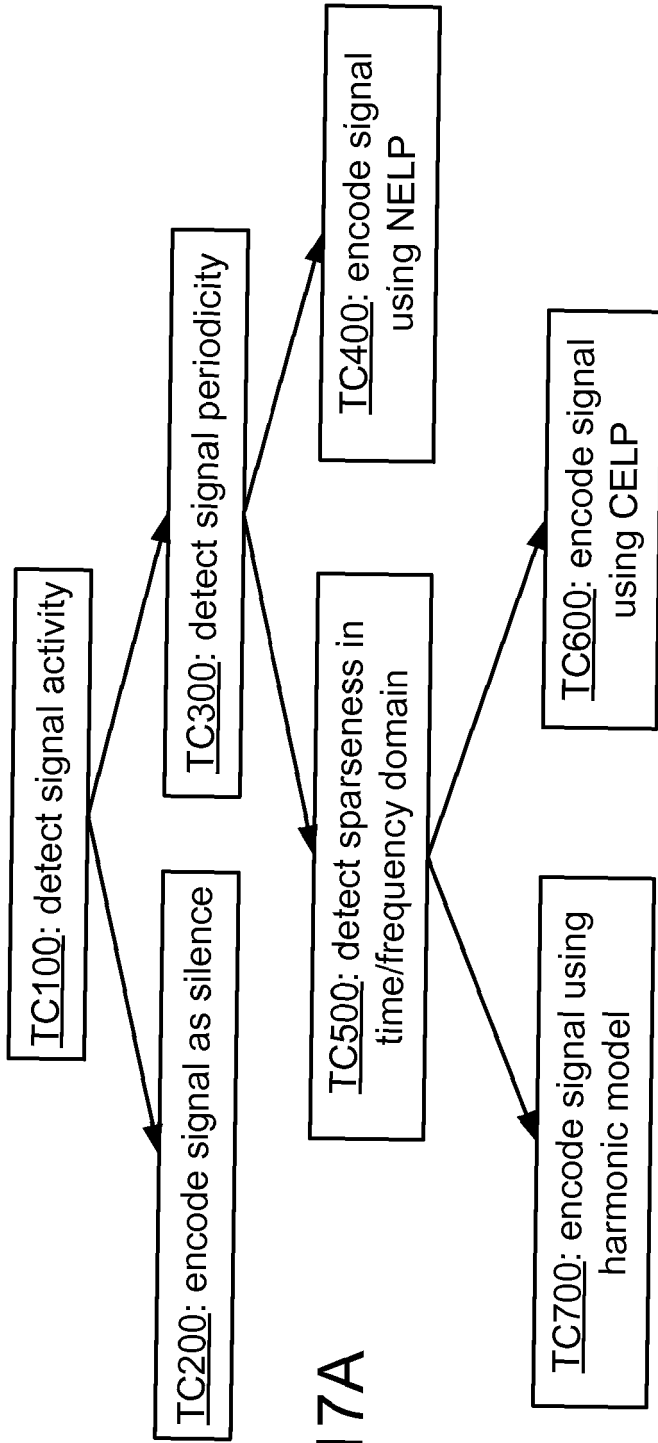 TC100: detect signal activity
TC200: encode signal as silence
TC300: detect signal periodicity
TC500: detect sparseness in
time/frequency domain
TC400: encode signal
using NELP
TC700: encode signal using
harmonic model
TC600: encode signal
using CELP
17A